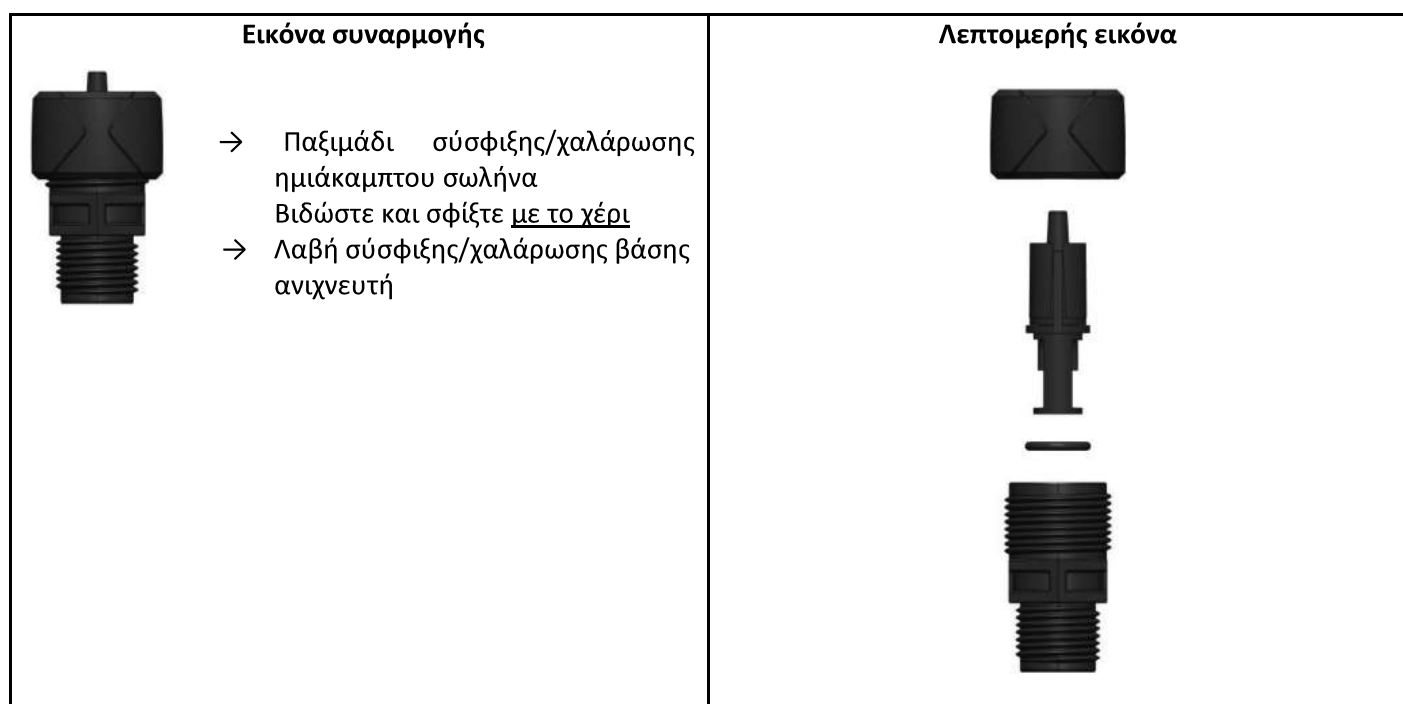 Εικόνα συναρμογής
→ Παξιμάδι σύσφιξης/χαλάρωσης
ημιάκαμπτου σωλήνα
Βιδώστε και σφίξτε με το χέρι
→ Λαβή σύσφιξης/χαλάρωσης βάσης
ανιχνευτή
Λεπτομερής εικόνα